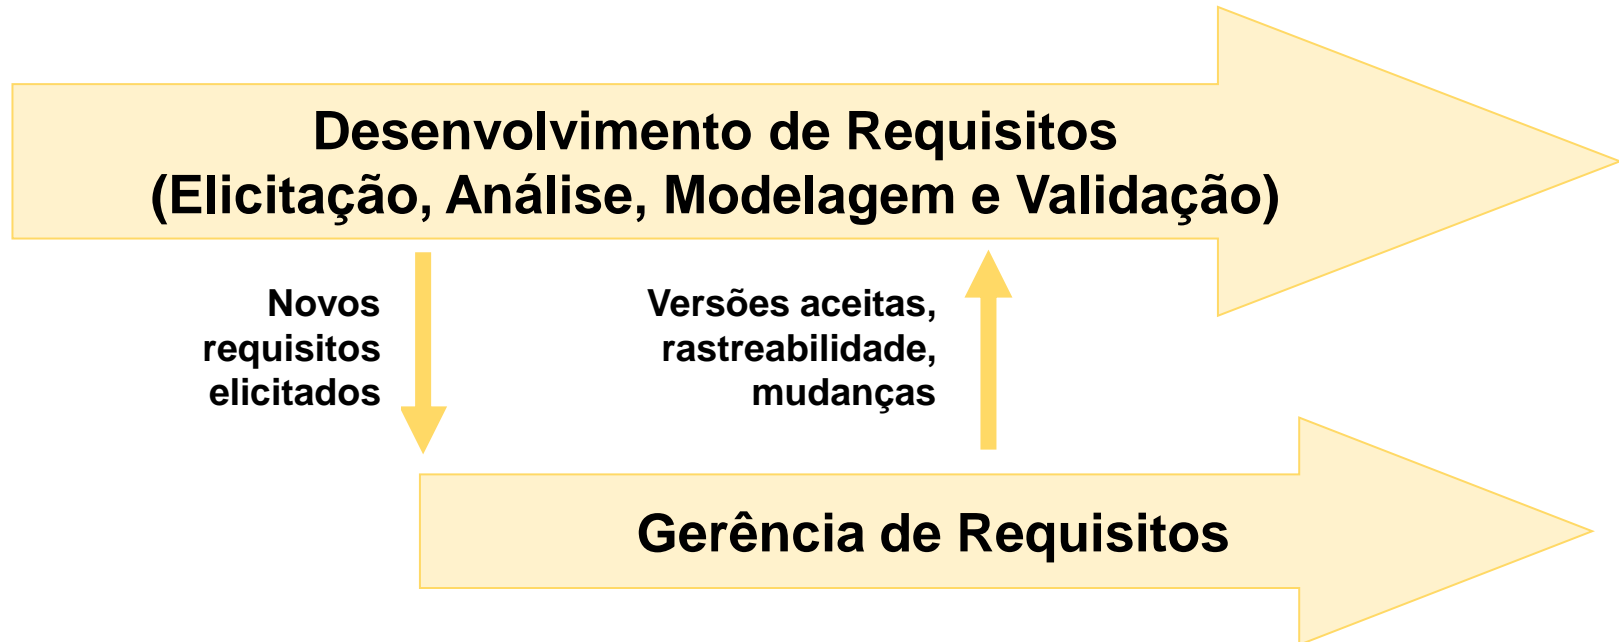 Desenvolvimento de Requisitos
(Elicitação, Análise, Modelagem e Validação)
Novos
requisitos
elicitados
Versões aceitas,
rastreabilidade,
mudanças
Gerência de Requisitos